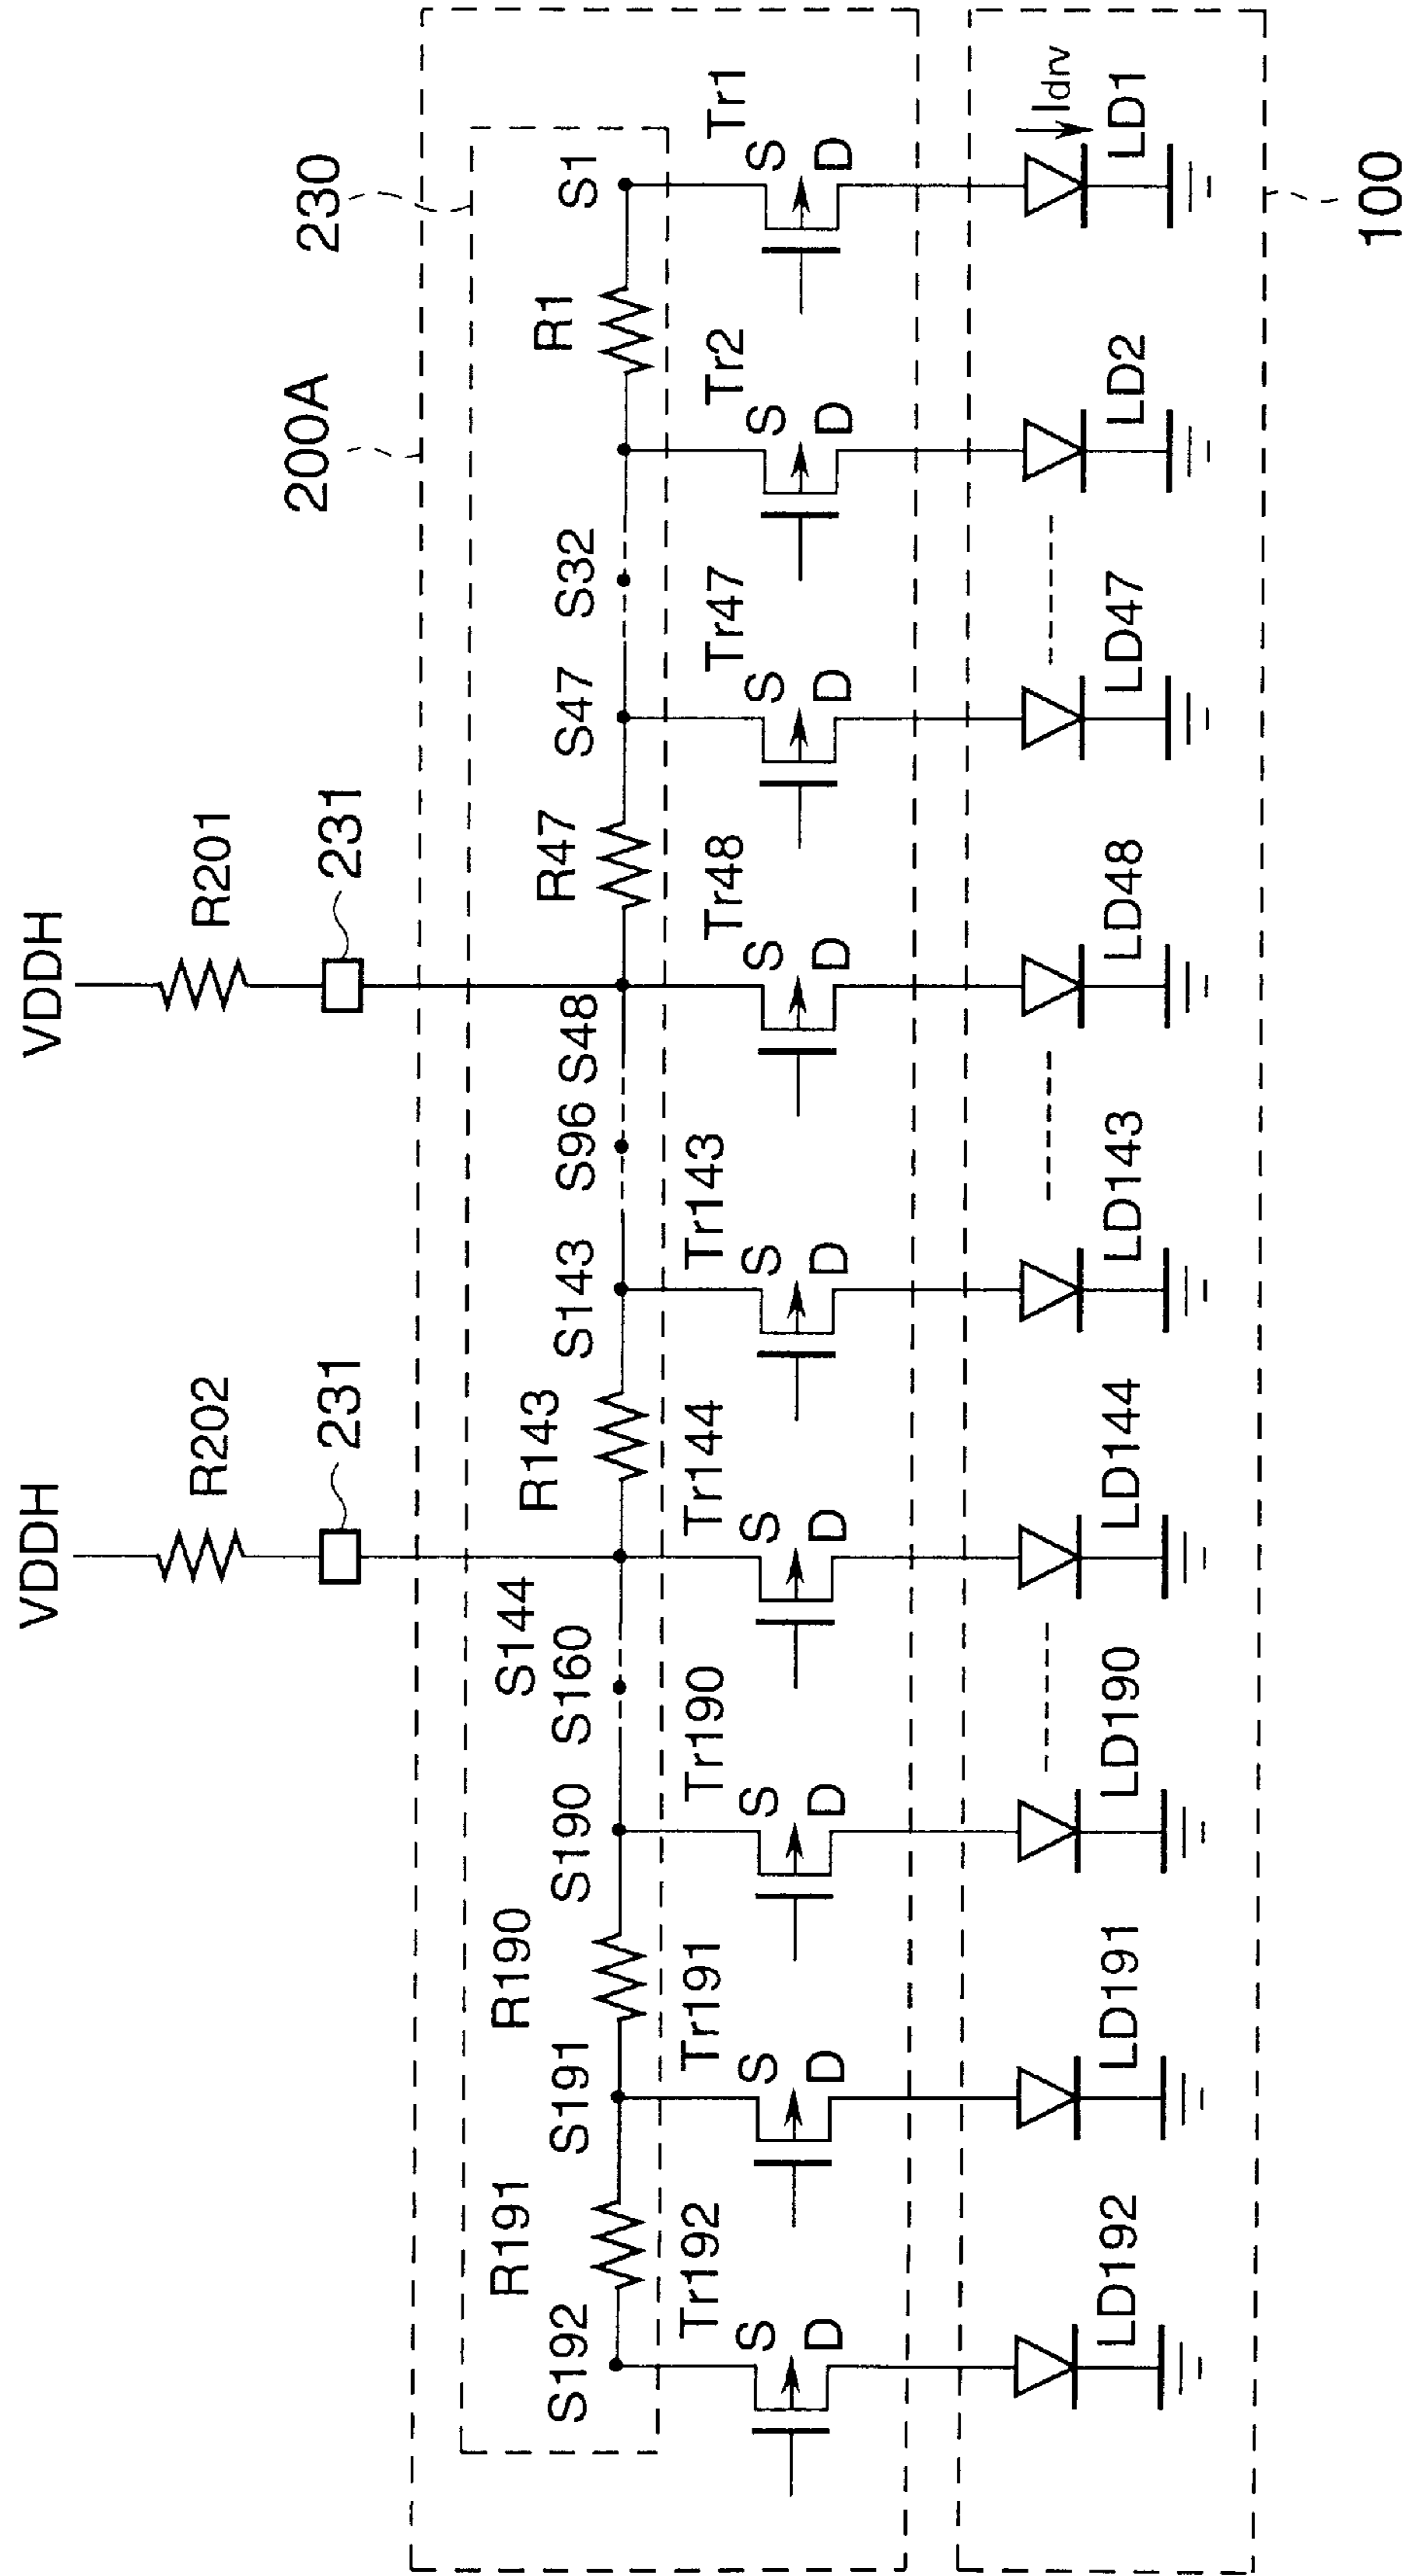 VDDH
VDDH
R202
R201
231
231
200A
230
R191
R190
S144
R143
R47
R1
S192
S191
S190
S160
S143
S96
S48
S47
S32
S1
Tr192
Tr191
Tr190
Tr144
Tr143
Tr48
Tr47
Tr2
Tr1
S
S
S
S
S
S
S
S
S
D
D
D
D
D
D
D
D
D
Idrv
LD192
LD191
LD190
LD144
LD143
LD48
LD47
LD2
LD1
100